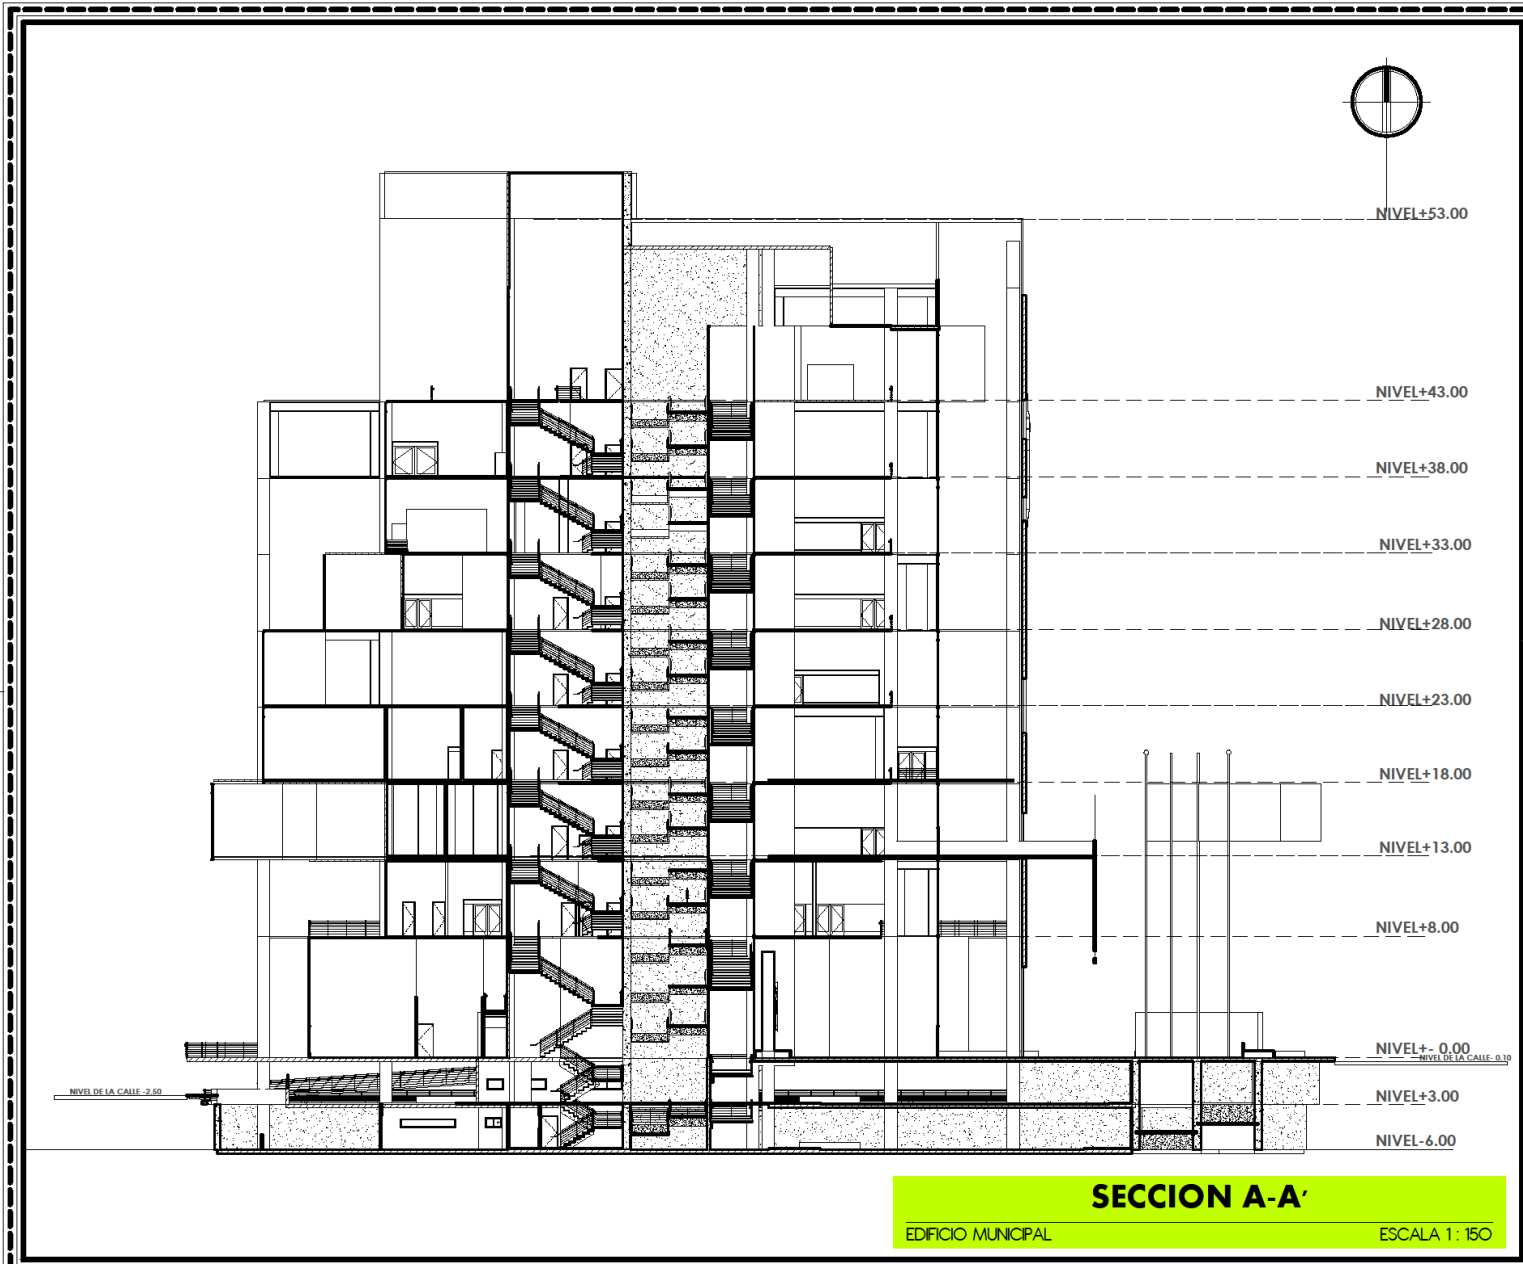 NIVEL+53.00
NIVEL+43.00
NIVEL+38.00
NIVEL+33.00
NIVEL+28.00
NIVEL+23.00
NIVEL+18.00
NIVEL+13.00
NIVEL+8.00
NIVEL+- 0.00
NIVEL DE LA CALLE- 0.10
NIVEL DE LA CALLE -2.50
NIVEL+3.00
NIVEL-6.00
SECCION A-A'
EDIFICIO MUNICIPAL ESCALA 1 : 150